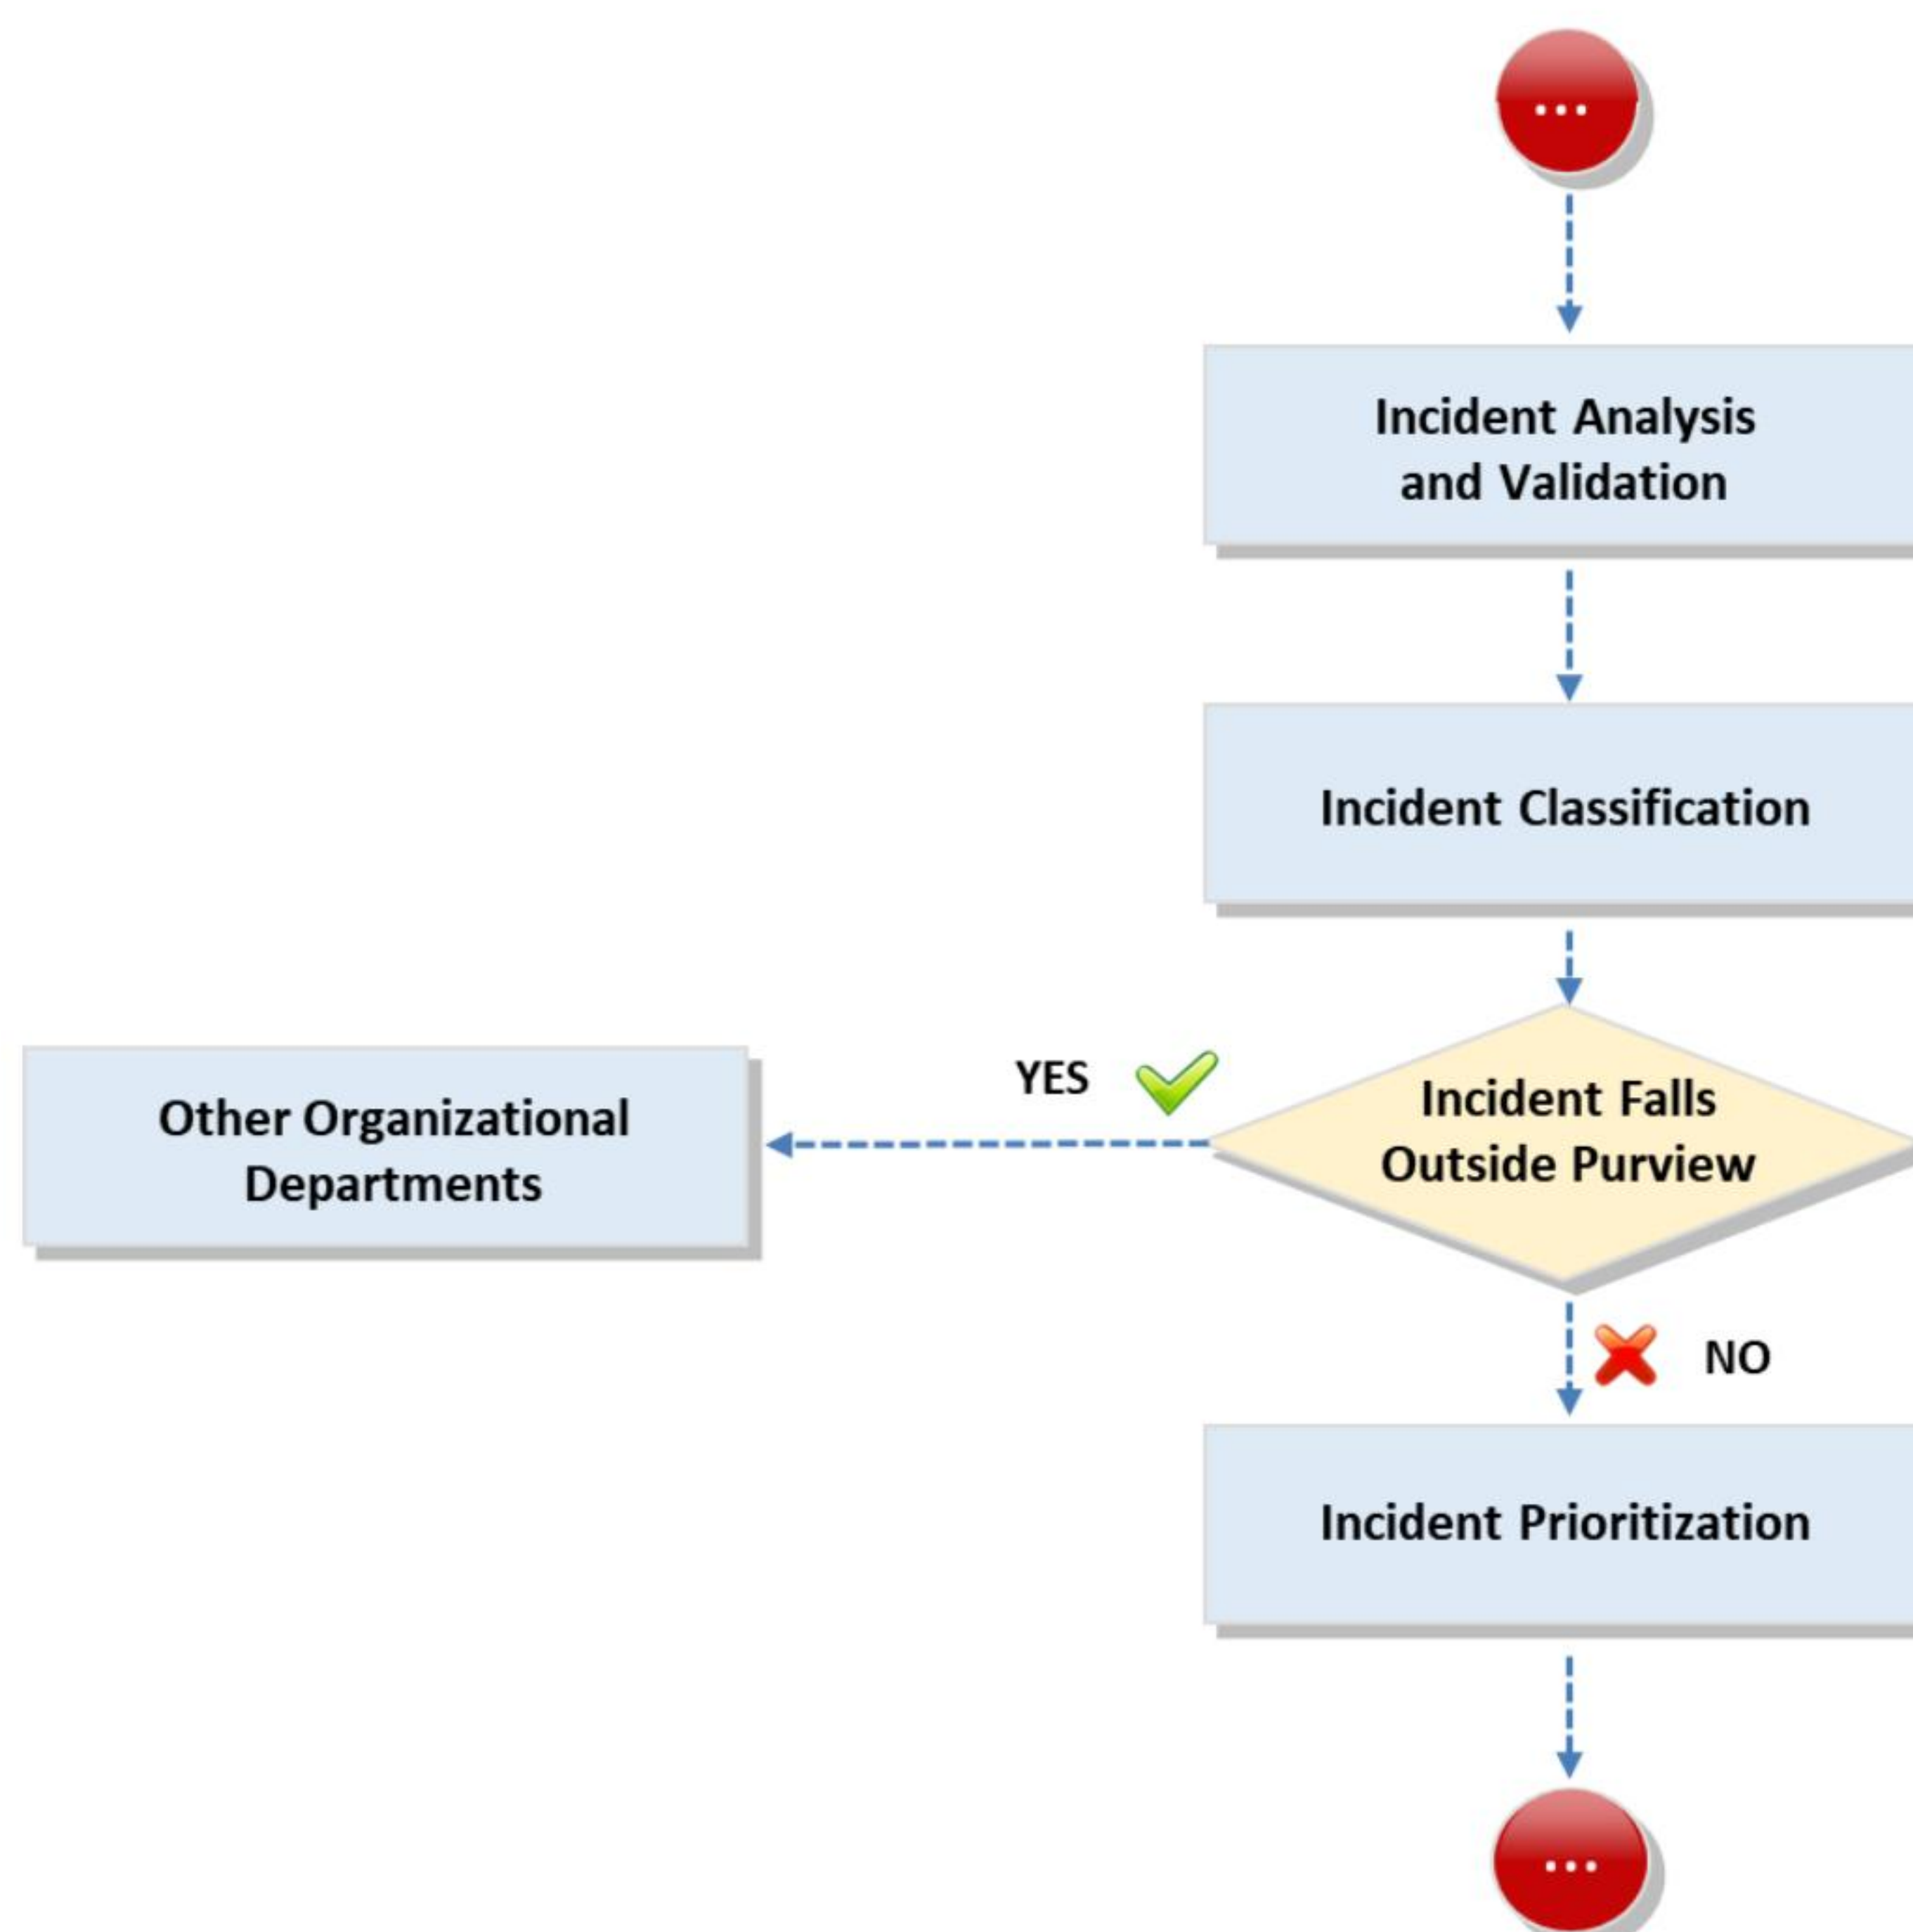 ...
Incident Analysis
and Validation
Incident Classification
YES
Incident Falls
Outside Purview
Other Organizational
Departments
NO
Incident Prioritization
...